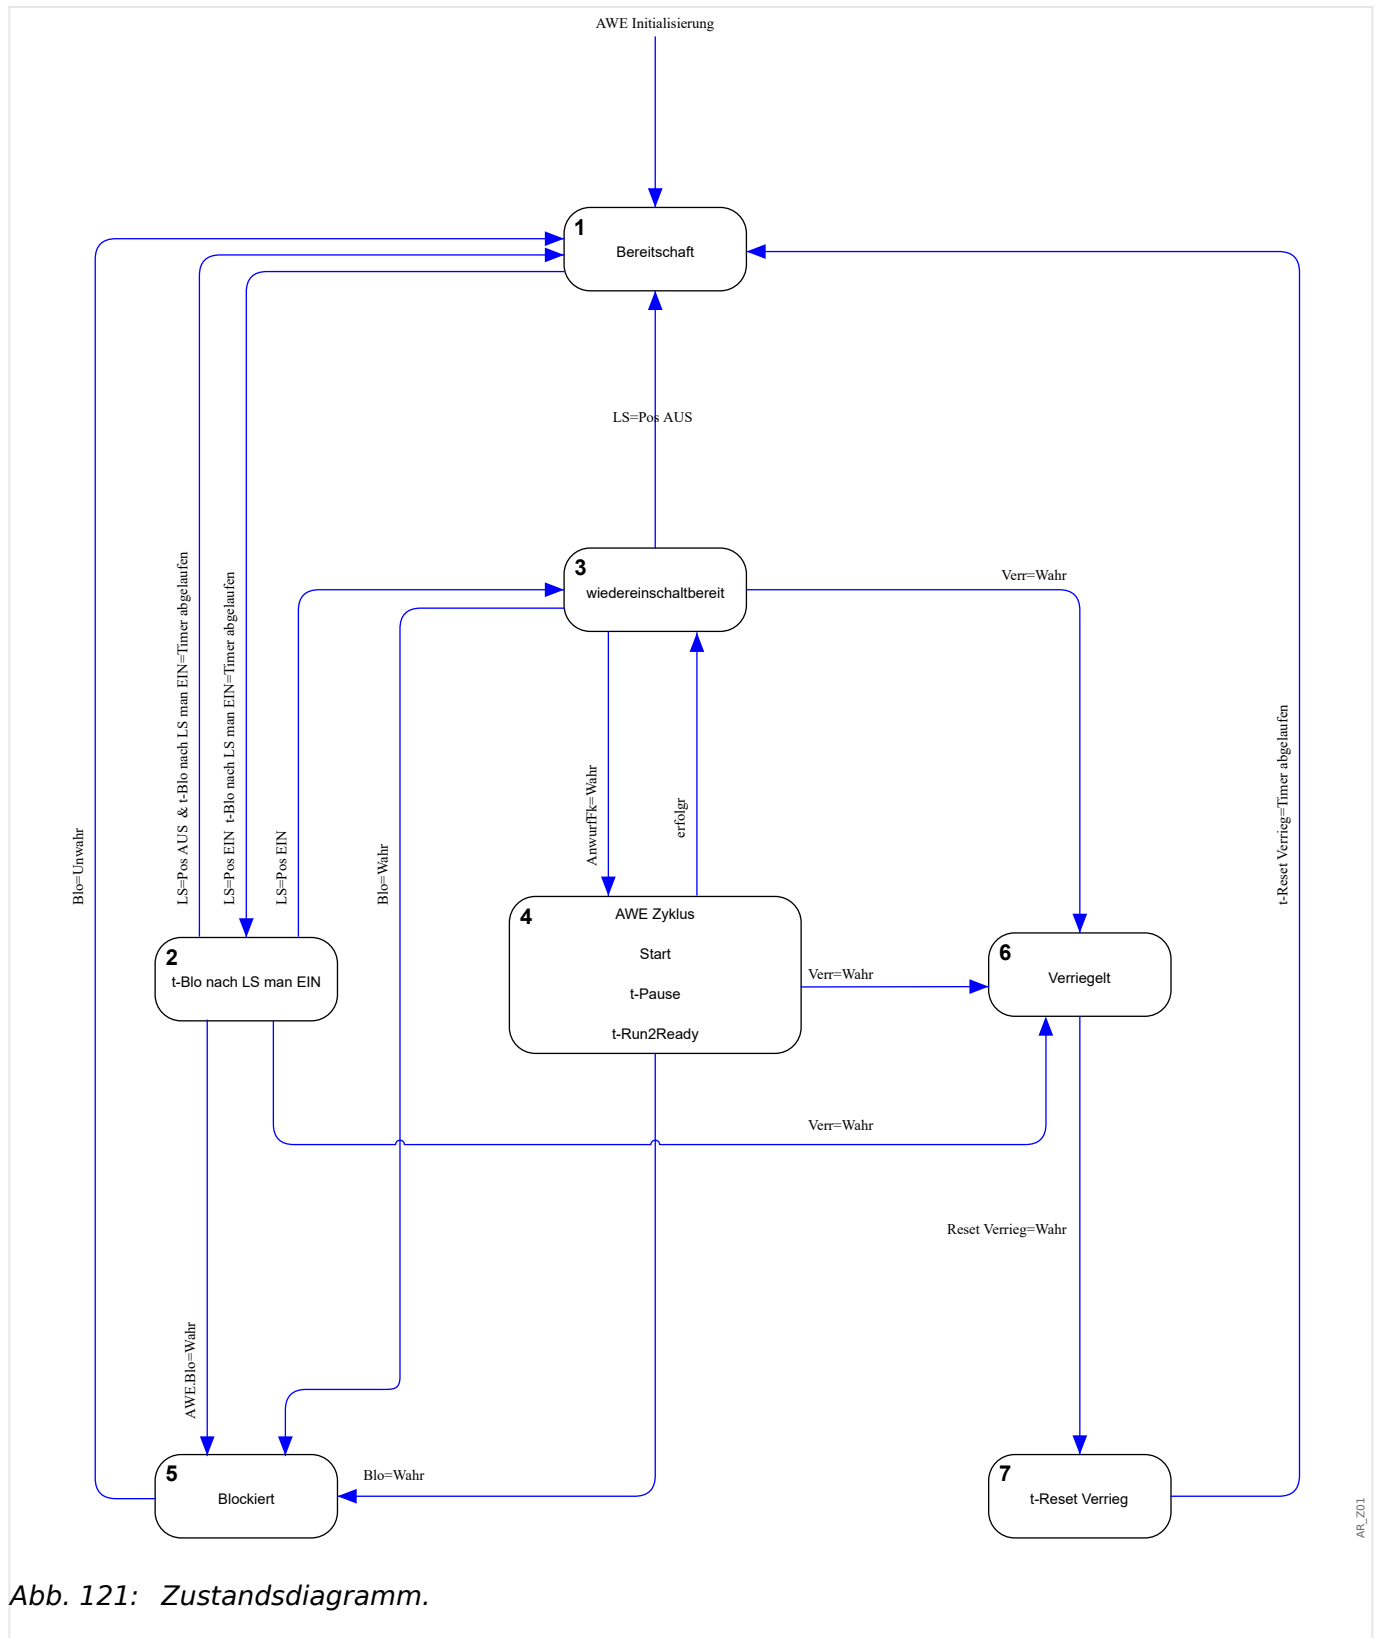 AWE Initialisierung
1
Bereitschaft
LS=Pos AUS
3
wiedereinschaltbereit
Verr=Wahr
Blo=Unwahr
LS=Pos AUS & t-Blo nach LS man EIN=Timer abgelaufen
LS=Pos EIN t-Blo nach LS man EIN=Timer abgelaufen
LS=Pos EIN
Blo=Wahr
AnwurfFk=Wahr
erfolgr
t-Reset Verrieg=Timer abgelaufen
2
t-Blo nach LS man EIN
4
AWE Zyklus
Start
t-Pause
t-Run2Ready
Verr=Wahr
6
Verriegelt
Verr=Wahr
Reset Verrieg=Wahr
AWE.Blo=Wahr
5
Blockiert
Blo=Wahr
7
t-Reset Verrieg
AR_Z01
Abb. 121: Zustandsdiagramm.